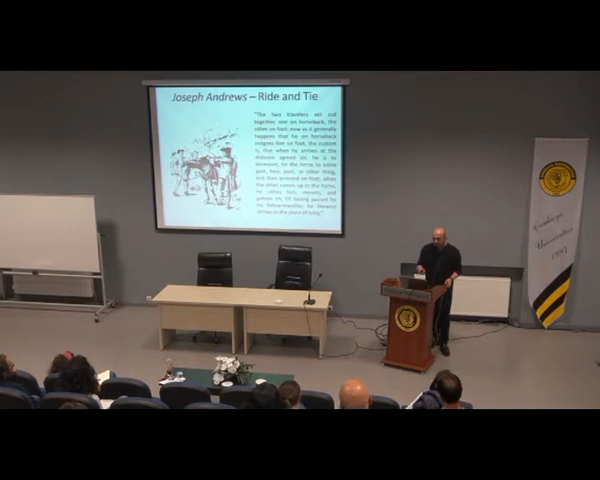 Joseph Andrews – Ride and Tie
"The two travelers set out
together, one on horseback, the
other on foot; now as it generally
happens that he on horseback
outgoes him on foot, the custom
is, that when he arrives at the
distance agreed on, he is to
dismount, tie the horse to some
gate, tree, post, or other thing,
and then proceed on foot; when
the other comes up to the horse,
he unties him, mounts, and
gallops on, till having passed by
his fellow-traveller, he likewise
arrives at the place of tying."
Çankaya
Üniversitesi
1997